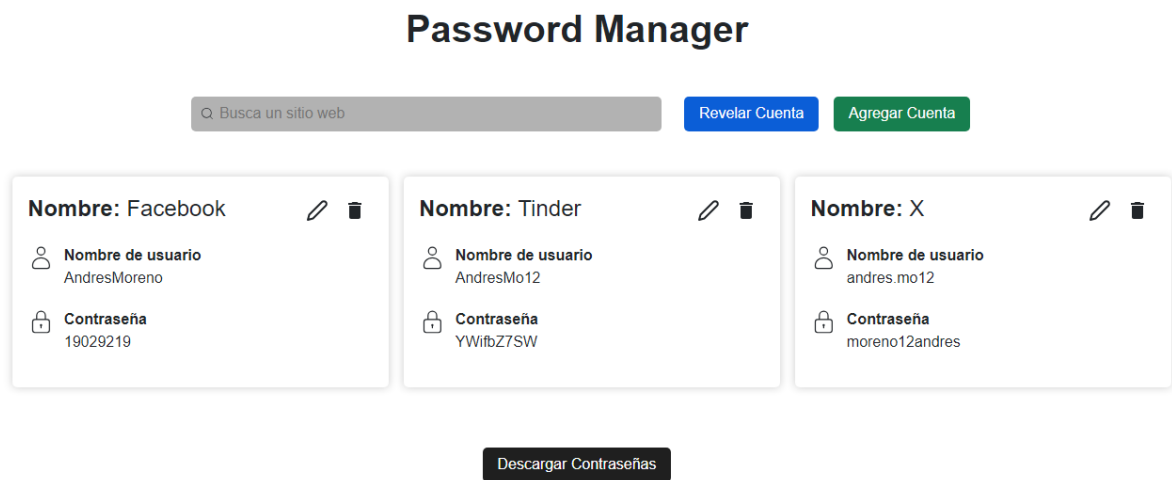 Password Manager
Busca un sitio web
Revelar Cuenta
Agregar Cuenta
Nombre: Facebook
Nombre de usuario
AndresMoreno
Contraseña
19029219
Nombre: Tinder
Nombre de usuario
AndresMo12
Contraseña
YWifbZ7SW
Nombre: X
Nombre de usuario
andres.mo12
Contraseña
moreno12andres
Descargar Contraseñas